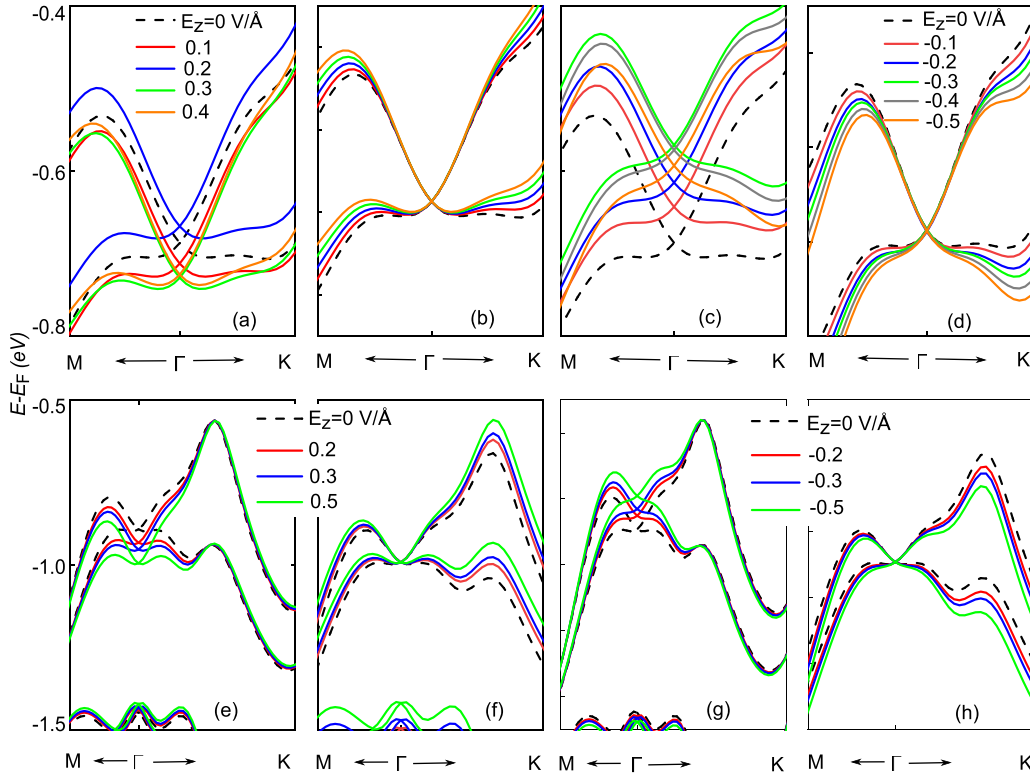 -0.4
-0.6
-0.8
E-E_F (eV)
E_z=0 V/Å
0.1
0.2
0.3
0.4
(a)
(b)
(c)
E_z=0 V/Å
-0.1
-0.2
-0.3
-0.4
-0.5
(d)
M Γ K
M Γ K
M Γ K
M Γ K
-0.5
-1.0
-1.5
E_z=0 V/Å
0.2
0.3
0.5
(e)
(f)
E_z=0 V/Å
-0.2
-0.3
-0.5
(g)
(h)
M Γ K
M Γ K
M Γ K
M Γ K